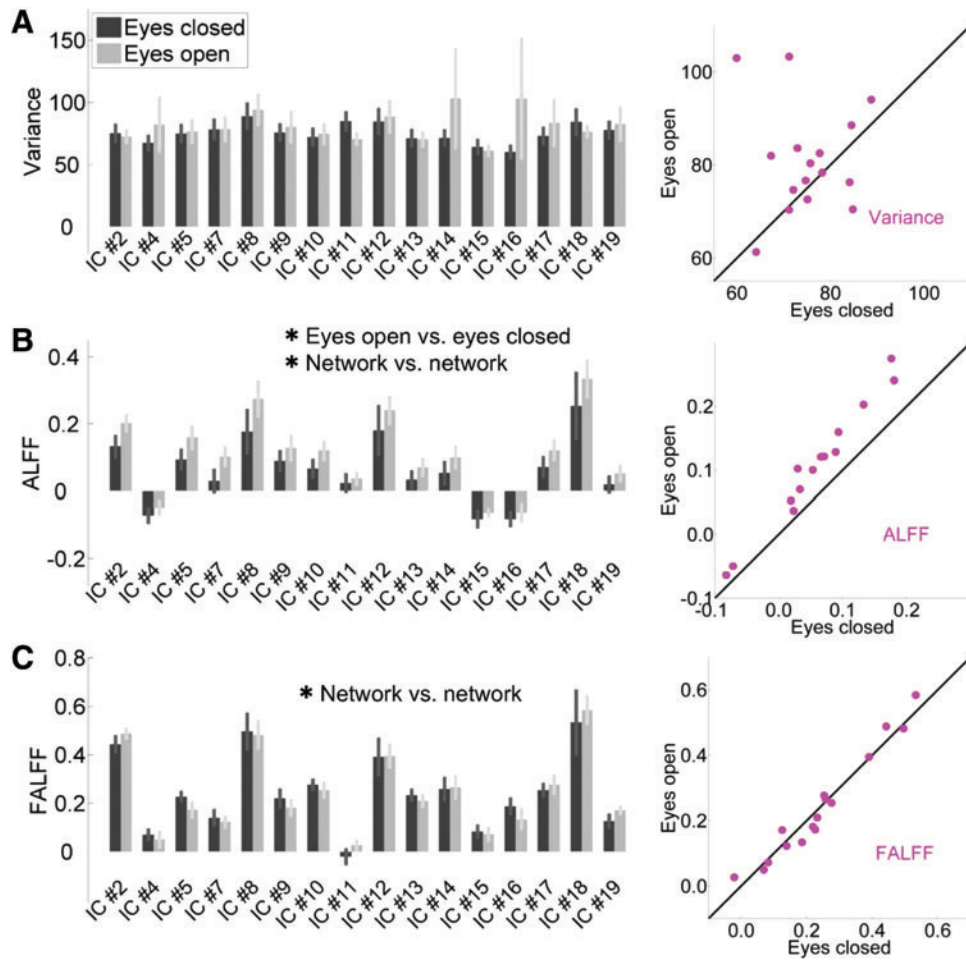 A
Eyes closed
Eyes open
150
100
50
0
Variance
IC #2 IC #4 IC #5 IC #7 IC #8 IC #9 IC #10 IC #11 IC #12 IC #13 IC #14 IC #15 IC #16 IC #17 IC #18 IC #19
100
80
60
Eyes open
Variance
60 80 100
Eyes closed
B
* Eyes open vs. eyes closed
* Network vs. network
0.4
0.2
0
-0.2
ALFF
IC #2 IC #4 IC #5 IC #7 IC #8 IC #9 IC #10 IC #11 IC #12 IC #13 IC #14 IC #15 IC #16 IC #17 IC #18 IC #19
0.2
0.1
0.0
-0.1
Eyes open
ALFF
-0.1 0.0 0.1 0.2
Eyes closed
C
* Network vs. network
0.8
0.6
0.4
0.2
0
FALFF
IC #2 IC #4 IC #5 IC #7 IC #8 IC #9 IC #10 IC #11 IC #12 IC #13 IC #14 IC #15 IC #16 IC #17 IC #18 IC #19
0.6
0.4
0.2
0.0
Eyes open
FALFF
0.0 0.2 0.4 0.6
Eyes closed